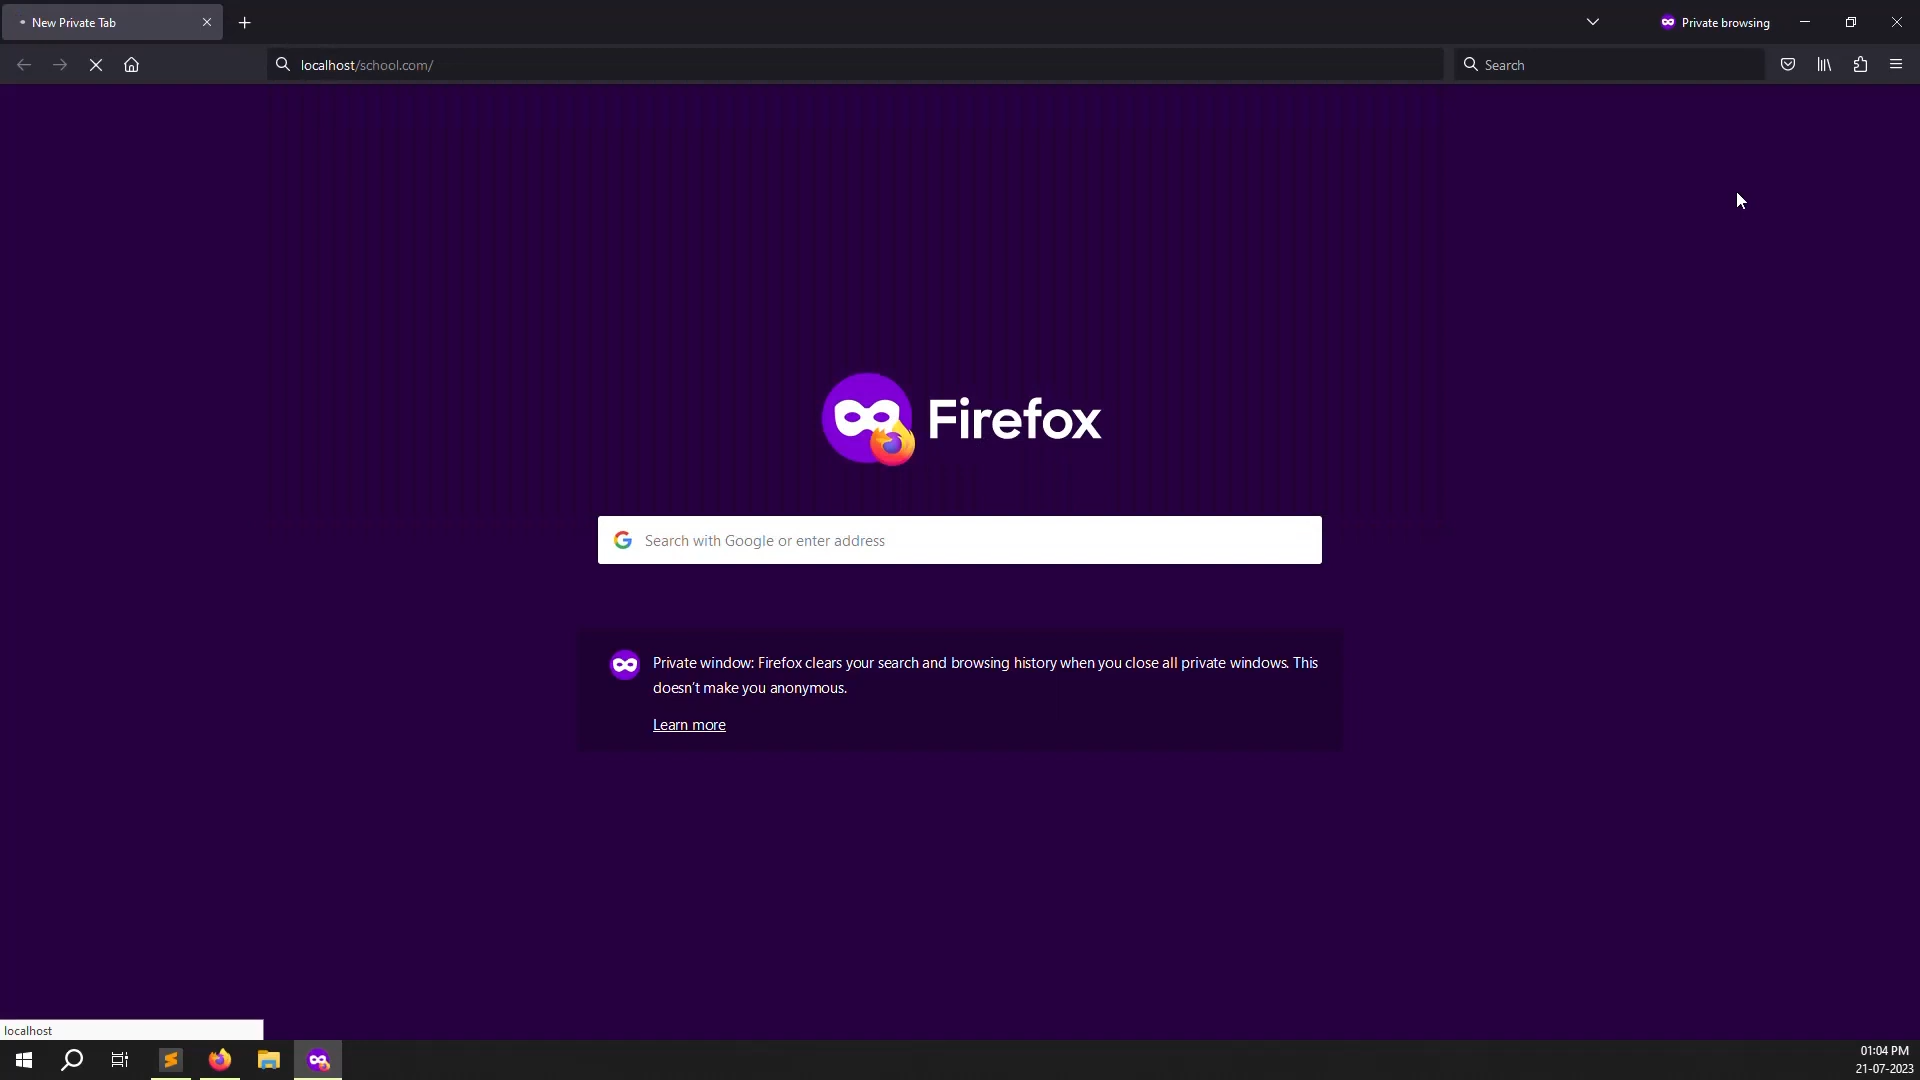 New Private Tab
Private browsing
localhost/school.com/
Search
Firefox
Search with Google or enter address
Private window: Firefox clears your search and browsing history when you close all private windows. This
doesn't make you anonymous.
Learn more
localhost
01:04 PM
21-07-2023